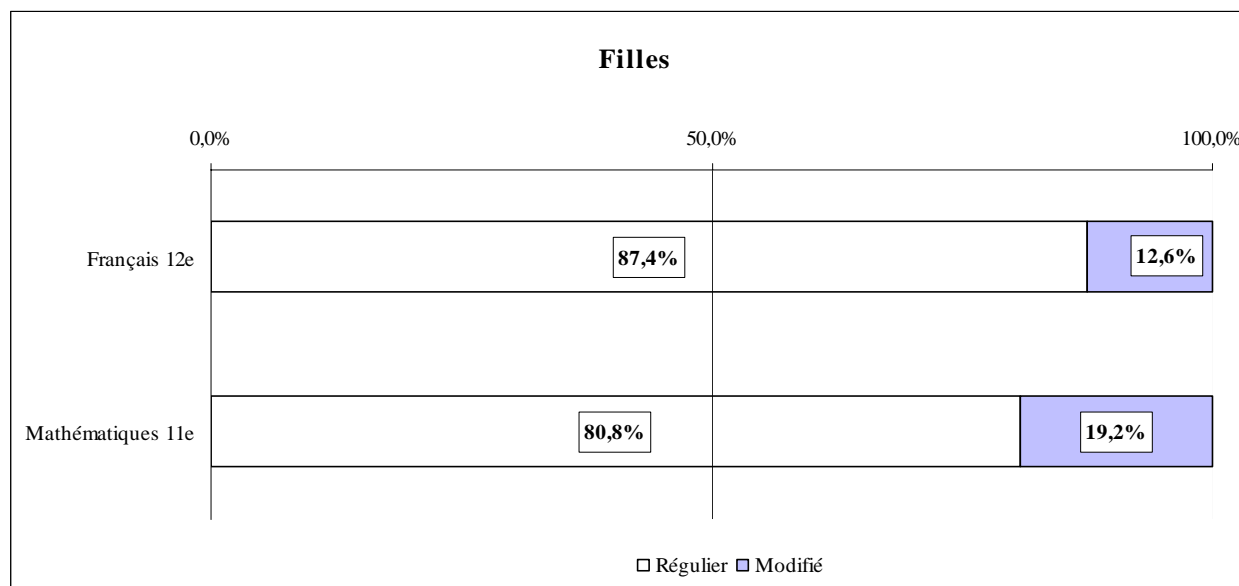 Filles
0,0% 50,0% 100,0%
Français 12e 87,4% 12,6%
Mathématiques 11e 80,8% 19,2%
Régulier Modifié